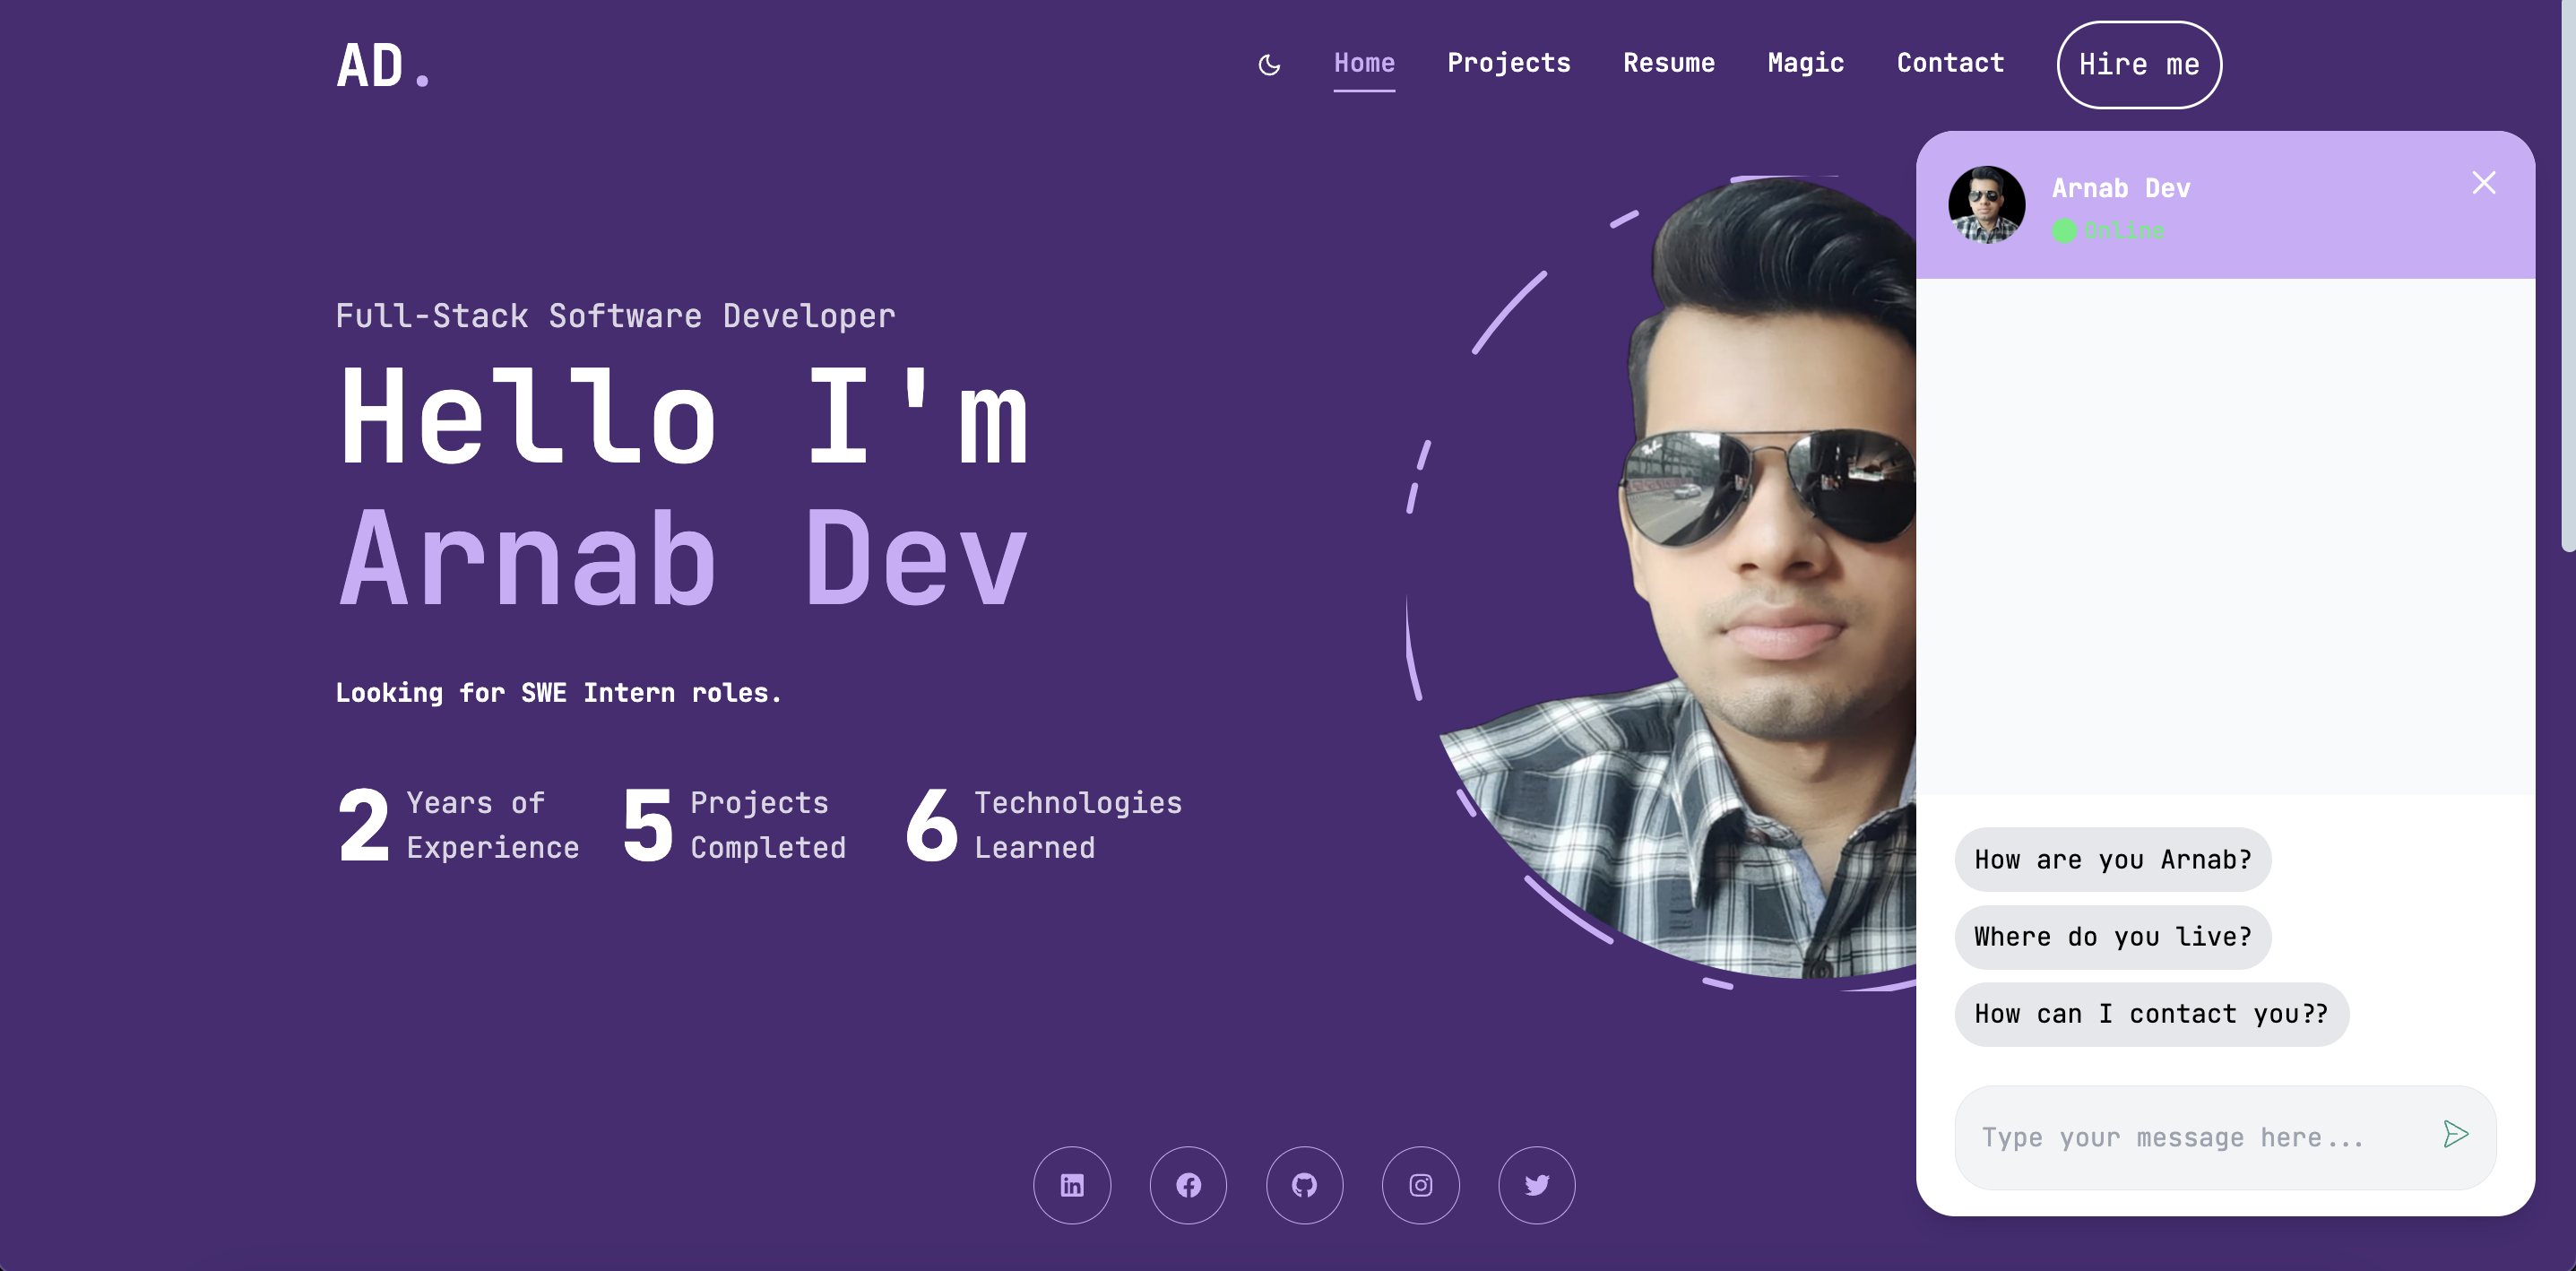 AD.
Home
Projects
Resume
Magic
Contact
Hire me
Full-Stack Software Developer
Hello I'm
Arnab Dev
Looking for SWE Intern roles.
2
Years of
Experience
5
Projects
Completed
6
Technologies
Learned
Arnab Dev
Online
How are you Arnab?
Where do you live?
How can I contact you??
Type your message here...